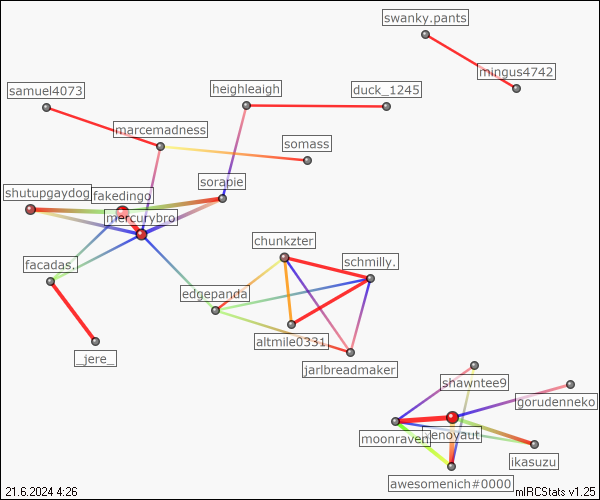 swanky.pants
mingus4742
samuel4073
heighleaigh
duck_1245
marcemadness
somass
sorapie
shutupgaydog
fakedingo
mercurybro
chunkzter
schmilly.
facadas.
edgepanda
altmile0331
_jere_
jarlbreadmaker
shawntee9
gorudenneko
moonraven
zenoyaut
ikasuzu
awesomenich#0000
21.6.2024 4:26
mIRCStats v1.25